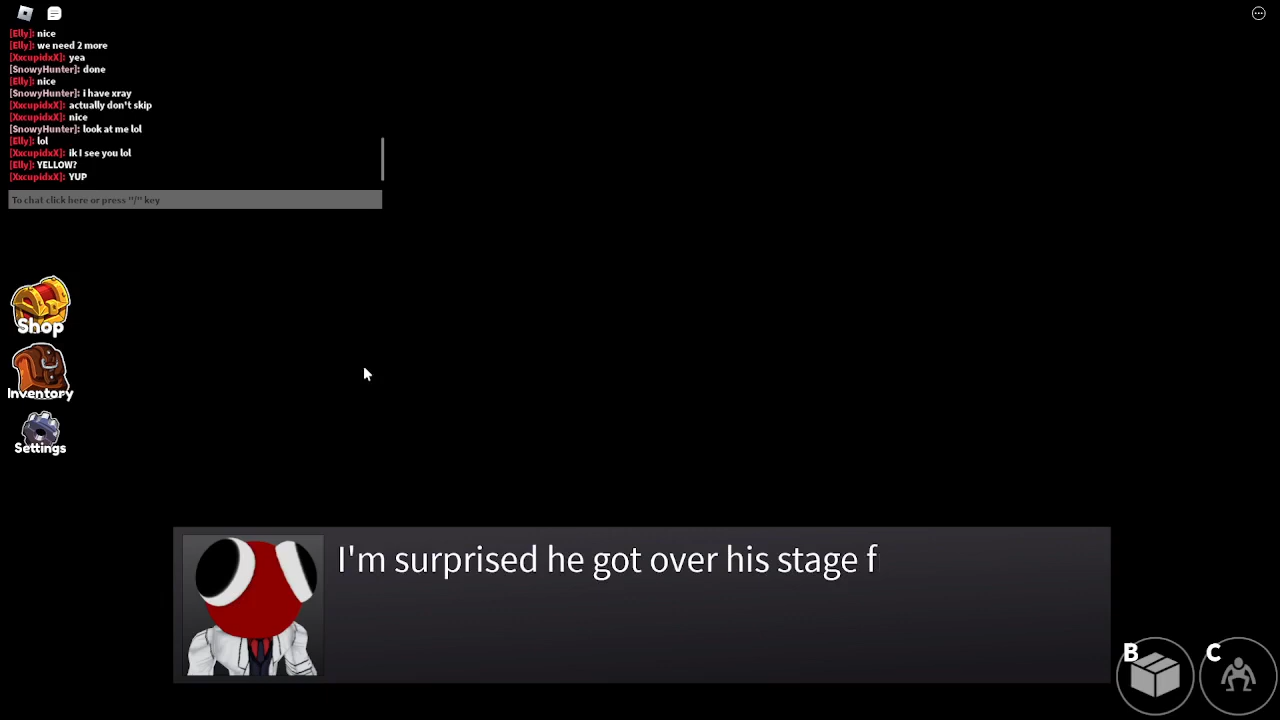 [Elly]: nice
[Elly]: we need 2 more
[XxcupidxX]: yea
[SnowyHunter]: done
[Elly]: nice
[SnowyHunter]: i have xray
[XxcupidxX]: actually don't skip
[XxcupidxX]: nice
[SnowyHunter]: look at me lol
[Elly]: lol
[XxcupidxX]: ik I see you lol
[Elly]: YELLOW?
[XxcupidxX]: YUP
To chat click here or press "/" key
Shop
Inventory
Settings
I'm surprised he got over his stage f
B
C